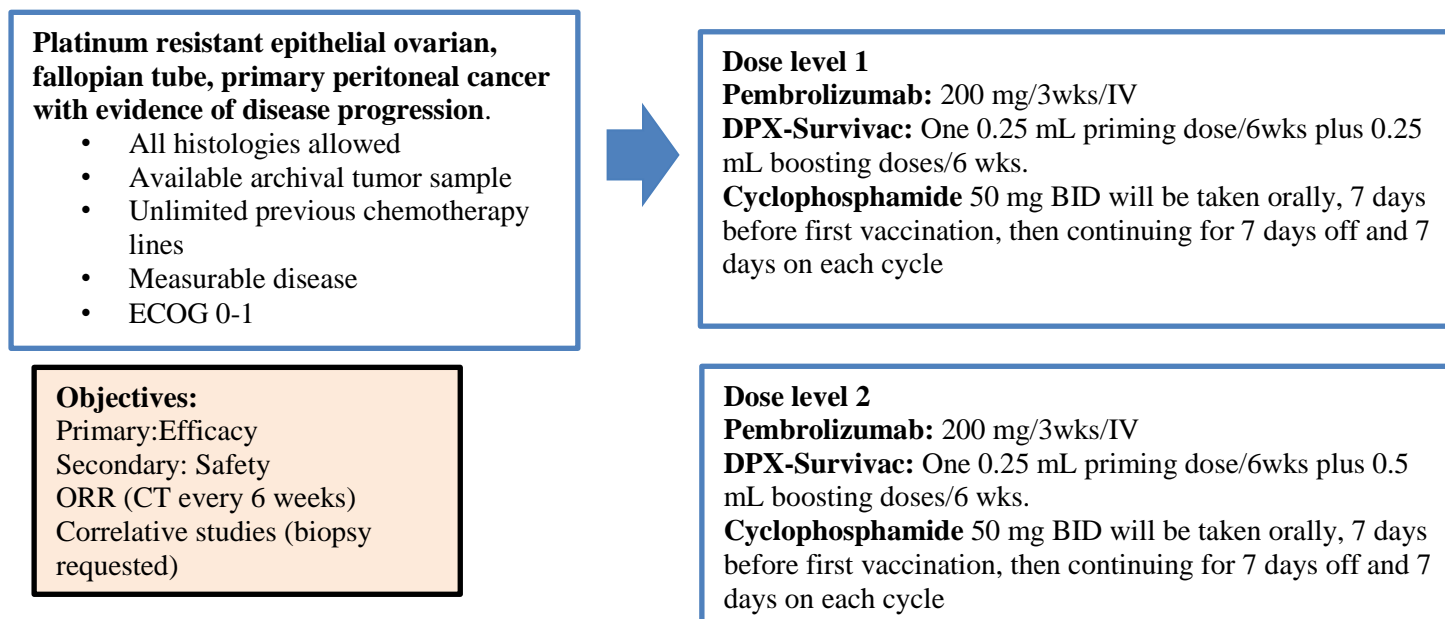 Platinum resistant epithelial ovarian,
fallopian tube, primary peritoneal cancer
with evidence of disease progression.
• All histologies allowed
• Available archival tumor sample
• Unlimited previous chemotherapy
lines
• Measurable disease
• ECOG 0-1
Objectives:
Primary:Efficacy
Secondary: Safety
ORR (CT every 6 weeks)
Correlative studies (biopsy
requested)
Dose level 1
Pembrolizumab: 200 mg/3wks/IV
DPX-Survivac: One 0.25 mL priming dose/6wks plus 0.25
mL boosting doses/6 wks.
Cyclophosphamide 50 mg BID will be taken orally, 7 days
before first vaccination, then continuing for 7 days off and 7
days on each cycle
Dose level 2
Pembrolizumab: 200 mg/3wks/IV
DPX-Survivac: One 0.25 mL priming dose/6wks plus 0.5
mL boosting doses/6 wks.
Cyclophosphamide 50 mg BID will be taken orally, 7 days
before first vaccination, then continuing for 7 days off and 7
days on each cycle